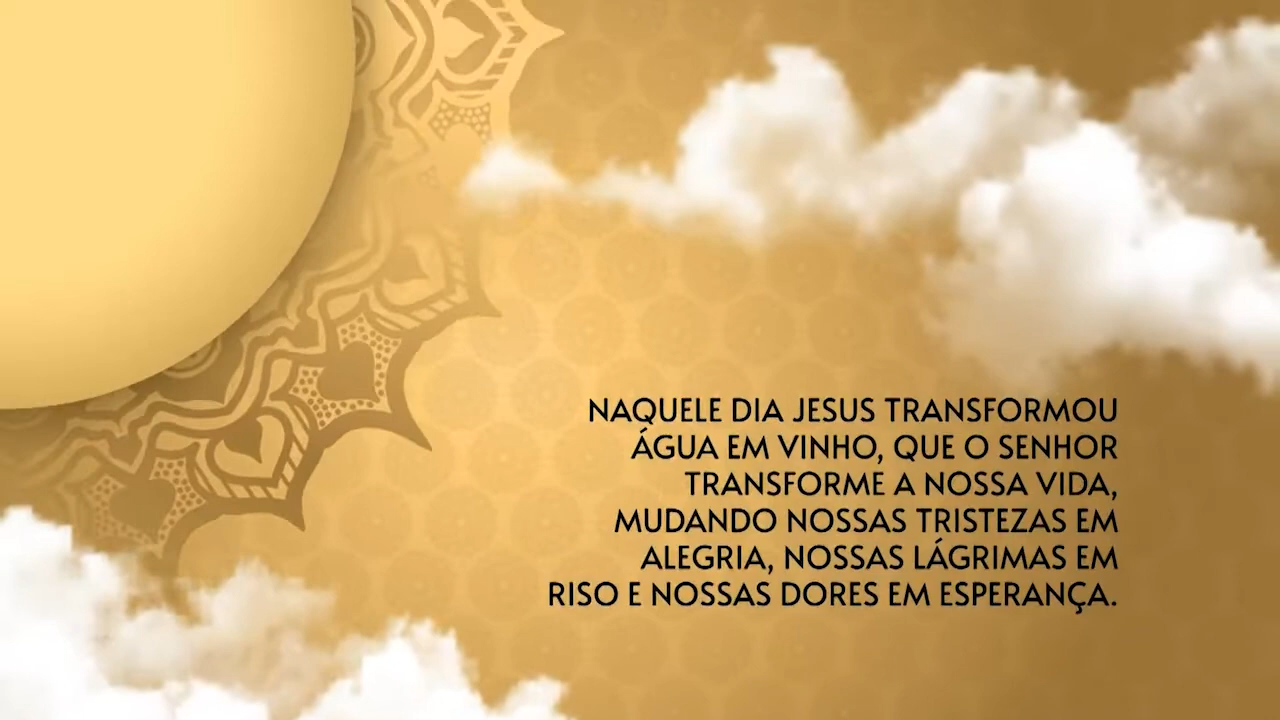 NAQUELE DIA JESUS TRANSFORMOU
ÁGUA EM VINHO, QUE O SENHOR
TRANSFORME A NOSSA VIDA,
MUDANDO NOSSAS TRISTEZAS EM
ALEGRIA, NOSSAS LÁGRIMAS EM
RISO E NOSSAS DORES EM ESPERANÇA.